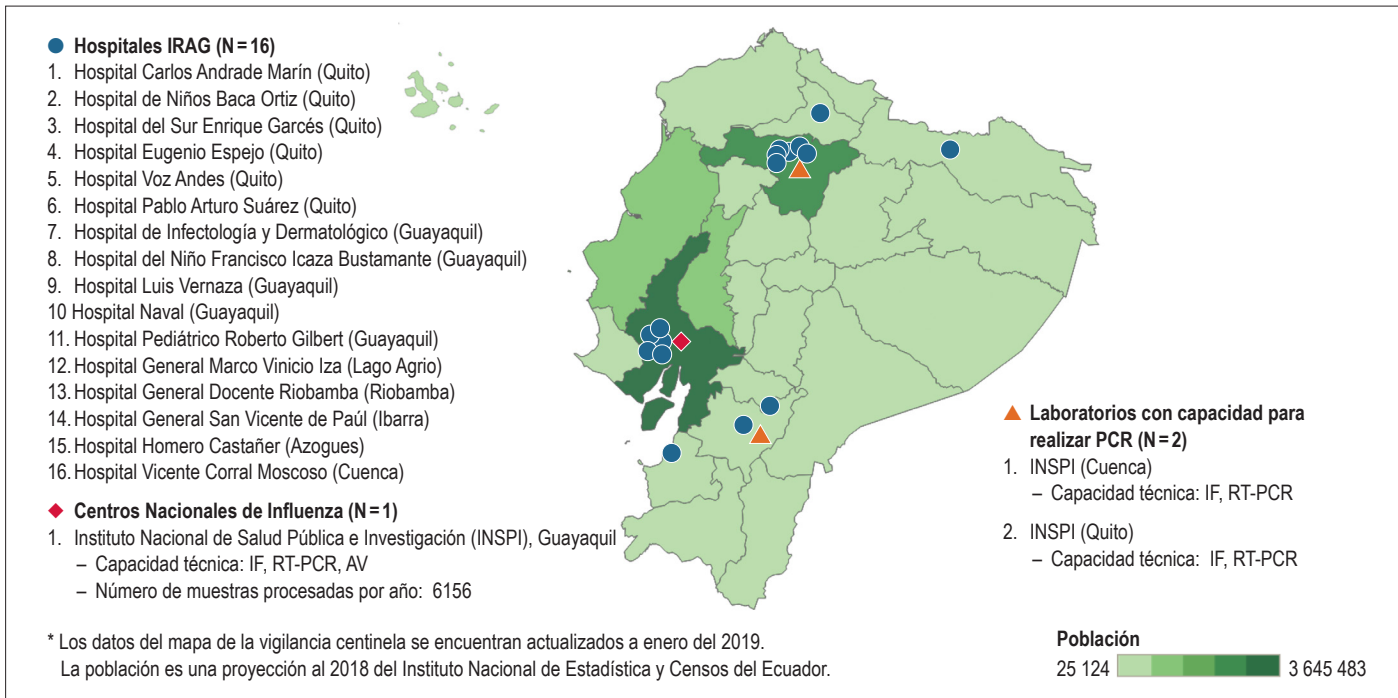 Hospitales IRAG (N = 16)
1. Hospital Carlos Andrade Marín (Quito)
2. Hospital de Niños Baca Ortiz (Quito)
3. Hospital del Sur Enrique Garcés (Quito)
4. Hospital Eugenio Espejo (Quito)
5. Hospital Voz Andes (Quito)
6. Hospital Pablo Arturo Suárez (Quito)
7. Hospital de Infectología y Dermatológico (Guayaquil)
8. Hospital del Niño Francisco Icaza Bustamante (Guayaquil)
9. Hospital Luis Vernaza (Guayaquil)
10 Hospital Naval (Guayaquil)
11. Hospital Pediátrico Roberto Gilbert (Guayaquil)
12. Hospital General Marco Vinicio Iza (Lago Agrio)
13. Hospital General Docente Riobamba (Riobamba)
14. Hospital General San Vicente de Paúl (Ibarra)
15. Hospital Homero Castañer (Azogues)
16. Hospital Vicente Corral Moscoso (Cuenca)
Centros Nacionales de Influenza (N = 1)
1. Instituto Nacional de Salud Pública e Investigación (INSPI), Guayaquil
– Capacidad técnica: IF, RT-PCR, AV
– Número de muestras procesadas por año: 6156
Laboratorios con capacidad para
realizar PCR (N = 2)
1. INSPI (Cuenca)
– Capacidad técnica: IF, RT-PCR
2. INSPI (Quito)
– Capacidad técnica: IF, RT-PCR
* Los datos del mapa de la vigilancia centinela se encuentran actualizados a enero del 2019.
La población es una proyección al 2018 del Instituto Nacional de Estadística y Censos del Ecuador.
Población
25 124 3 645 483